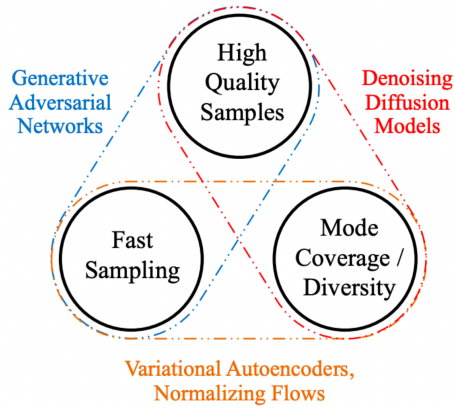 High
Quality
Samples
Generative
Adversarial
Networks
Denoising
Diffusion
Models
Fast
Sampling
Mode
Coverage /
Diversity
Variational Autoencoders,
Normalizing Flows